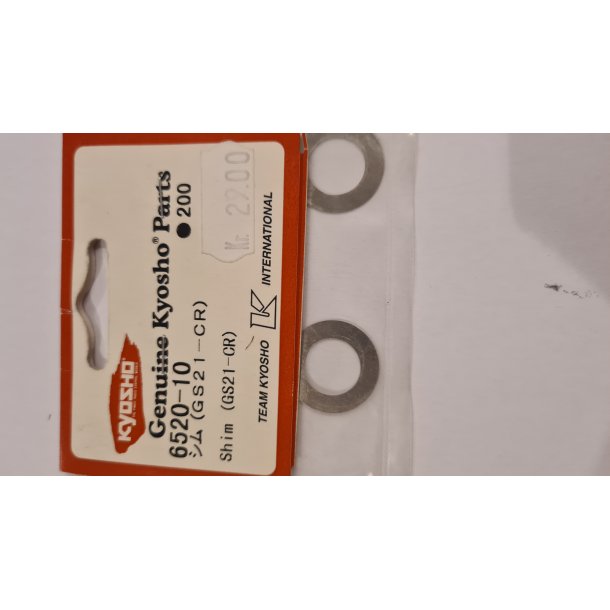 KYOSHO
Genuine Kyosho® Parts
6520-10
● 200
シム(GS21-CR)
Kr. 29.00
Shim (GS21-CR)
TEAM KYOSHO K INTERNATIONAL